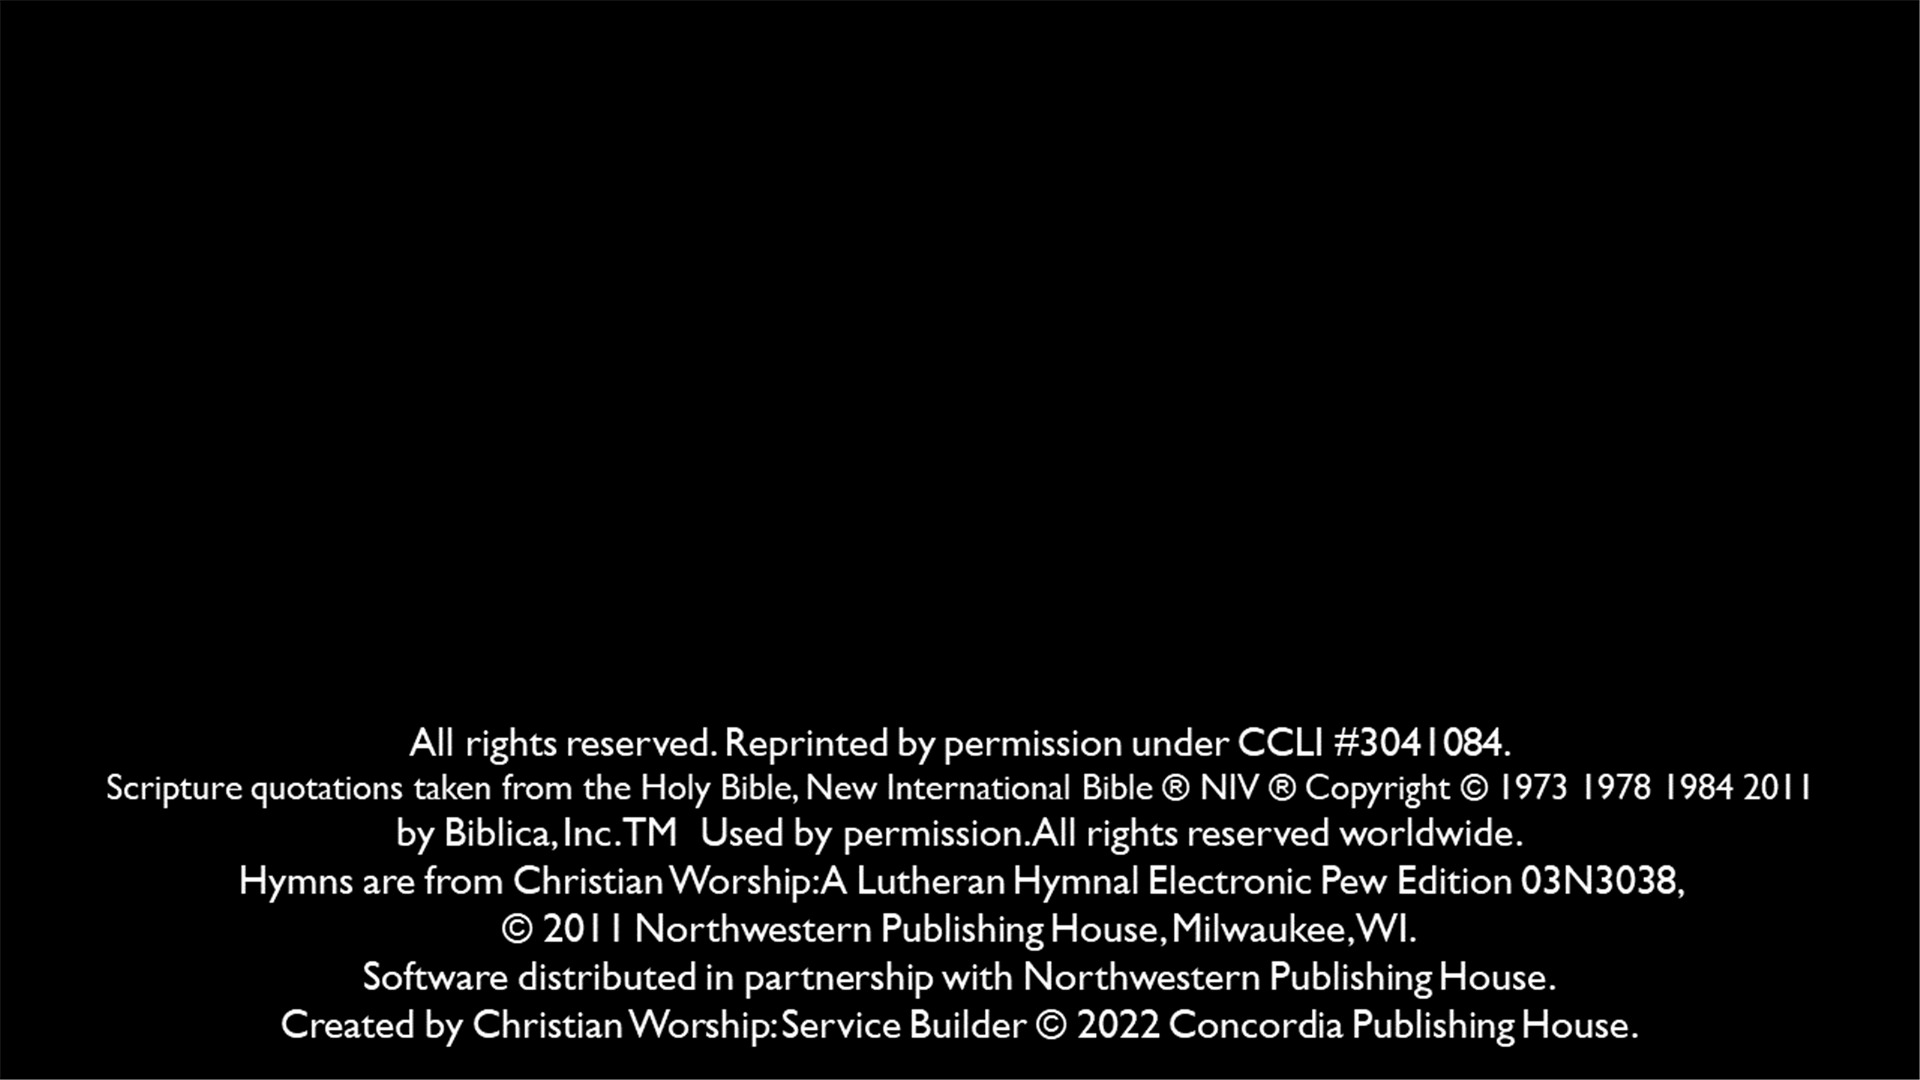 All rights reserved. Reprinted by permission under CCLI #3041084.
Scripture quotations taken from the Holy Bible, New International Bible ® NIV ® Copyright © 1973 1978 1984 2011
by Biblica, Inc.TM  Used by permission.All rights reserved worldwide.
Hymns are from Christian Worship:A Lutheran Hymnal Electronic Pew Edition 03N3038,
© 2011 Northwestern Publishing House, Milwaukee, WI.
Software distributed in partnership with Northwestern Publishing House.
Created by Christian Worship: Service Builder © 2022 Concordia Publishing House.